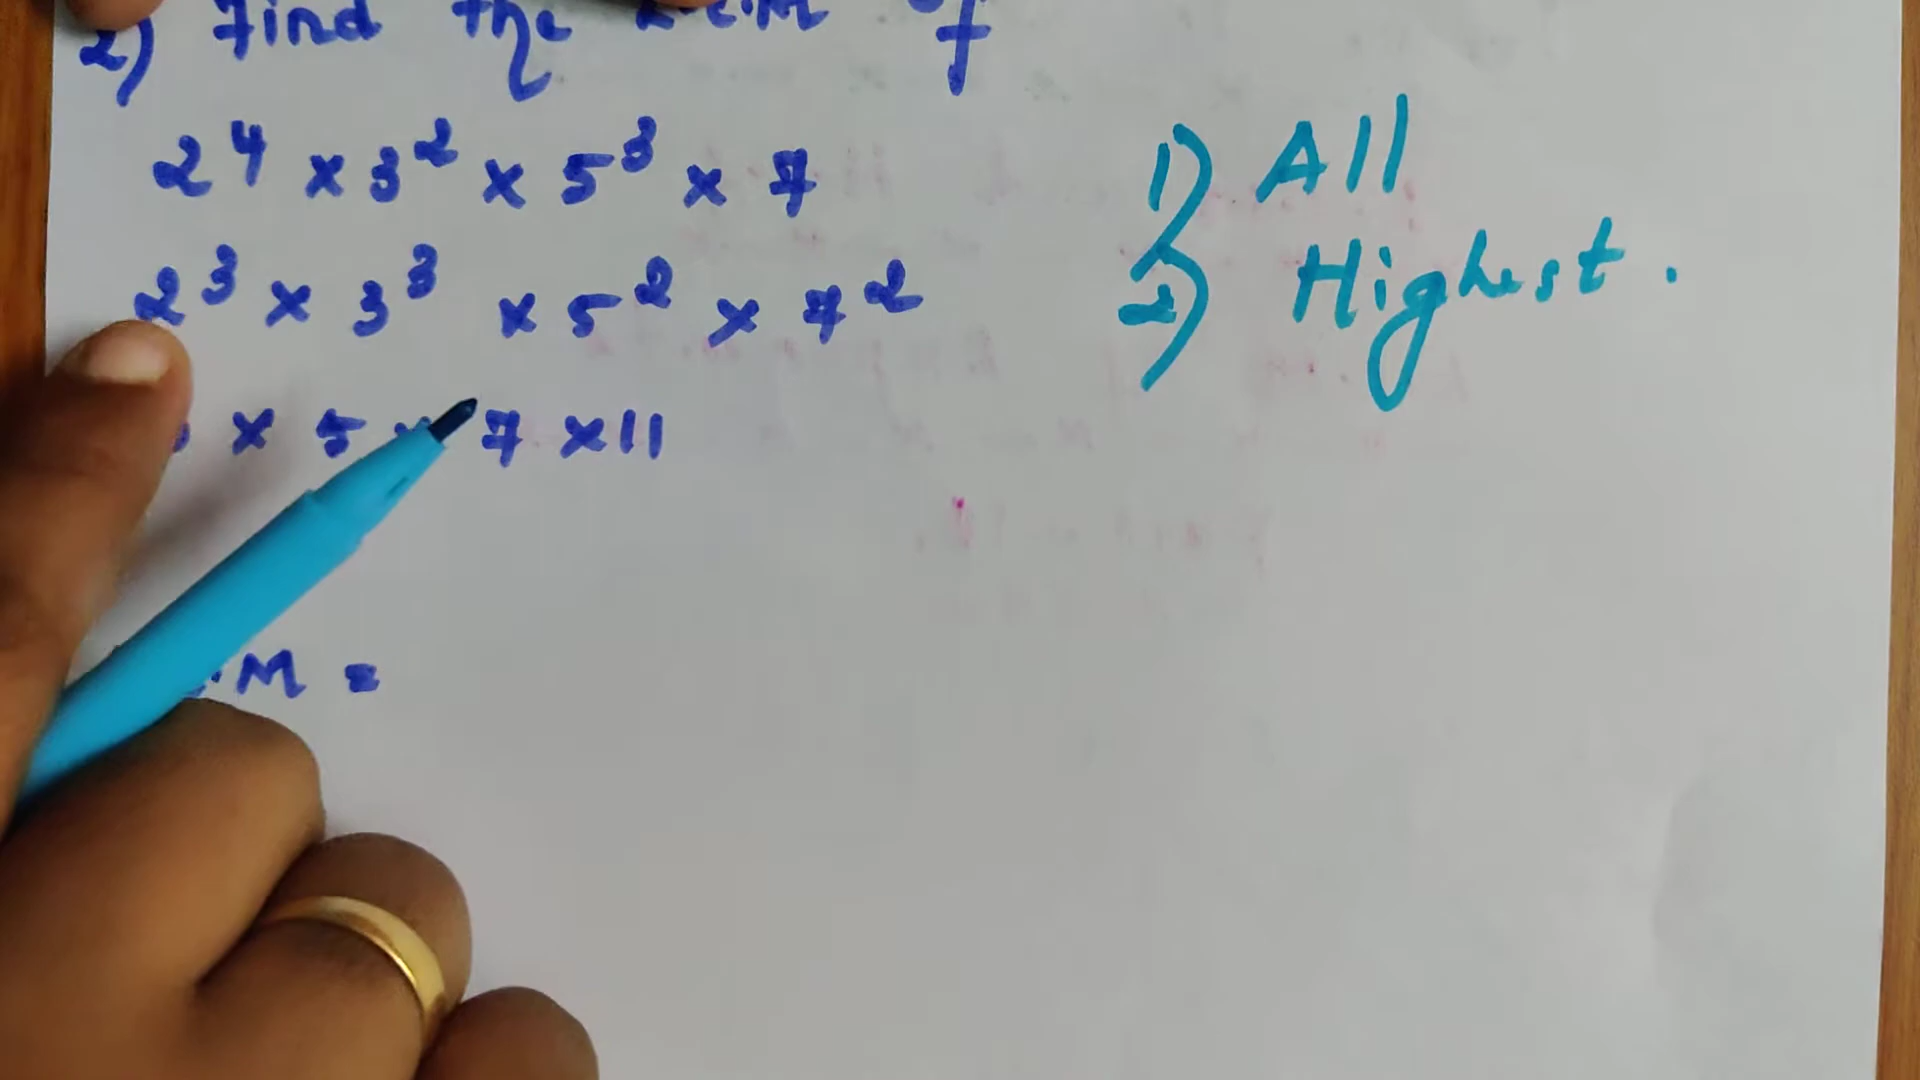 2) Find the L.C.M of
2⁴ × 3² × 5³ × 7
2³ × 3³ × 5² × 7²
× 5 × 7 × 11
M =
1) All
2) Highest.